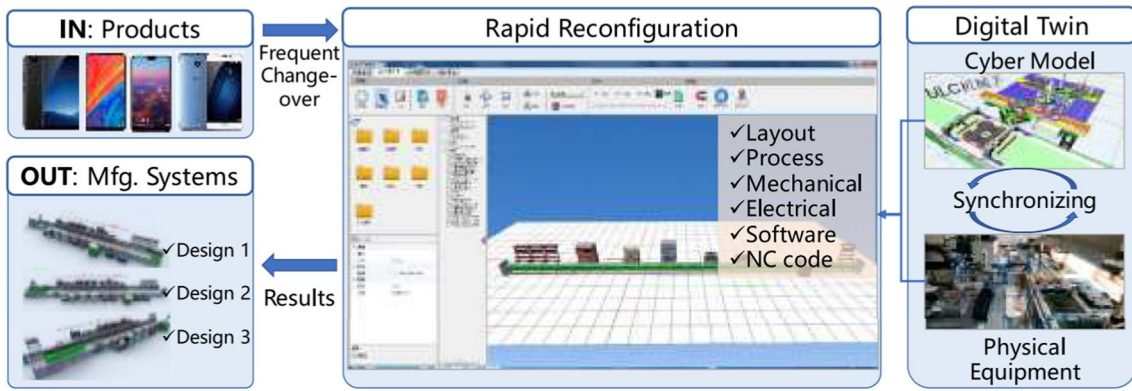 IN: Products
Frequent
Change-
over
OUT: Mfg. Systems
✓Design 1
✓Design 2
✓Design 3
Results
Rapid Reconfiguration
✓Layout
✓Process
✓Mechanical
✓Electrical
✓Software
✓NC code
Digital Twin
Cyber Model
Synchronizing
Physical
Equipment